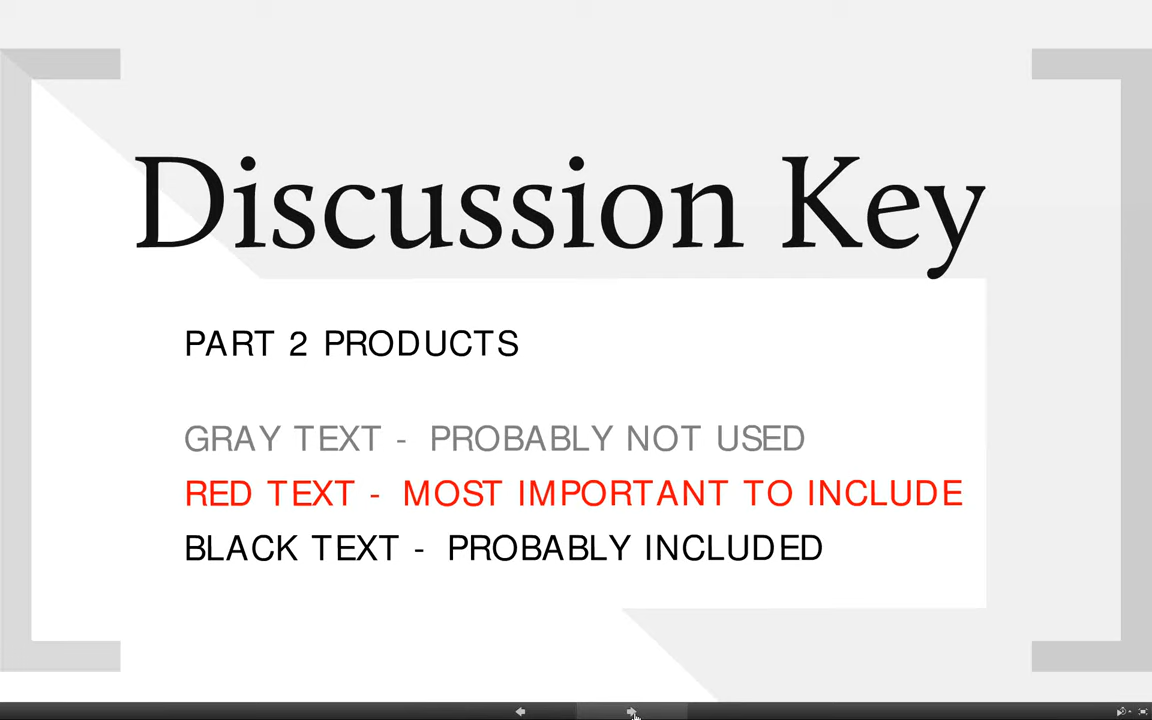 Discussion Key
PART 2 PRODUCTS
GRAY TEXT - PROBABLY NOT USED
RED TEXT - MOST IMPORTANT TO INCLUDE
BLACK TEXT - PROBABLY INCLUDED